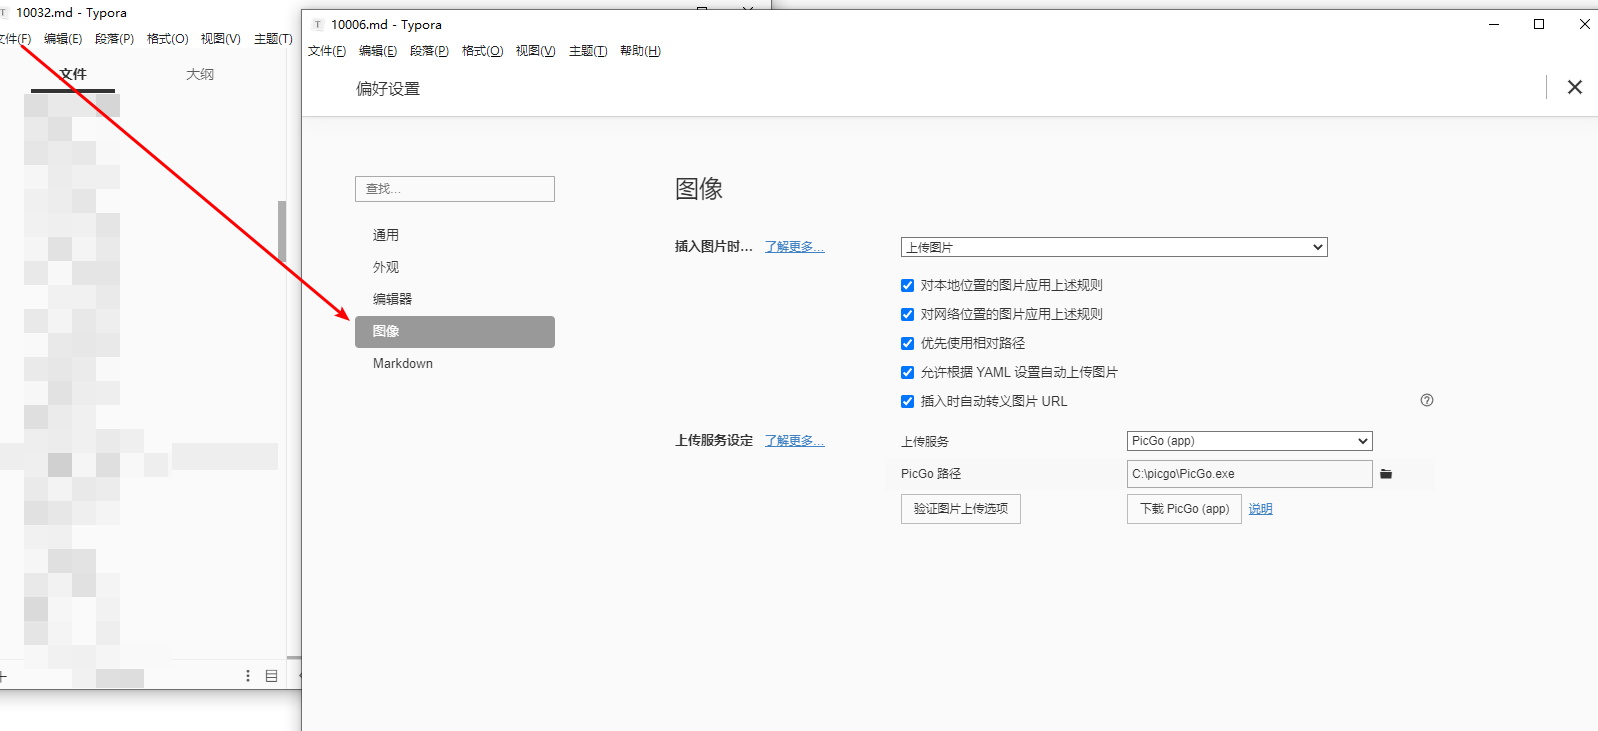 10032.md - Typora
文件(F) 编辑(E) 段落(P) 格式(O) 视图(V) 主题(T)
文件 大纲
10006.md - Typora
文件(F) 编辑(E) 段落(P) 格式(O) 视图(V) 主题(T) 帮助(H)
偏好设置
查找...
通用
外观
编辑器
图像
Markdown
图像
插入图片时... 了解更多... 上传图片
对本地位置的图片应用上述规则
对网络位置的图片应用上述规则
优先使用相对路径
允许根据 YAML 设置自动上传图片
插入时自动转义图片 URL
上传服务设定 了解更多... 上传服务 PicGo (app)
PicGo 路径 C:\picgo\PicGo.exe
验证图片上传选项 下载 PicGo (app) 说明